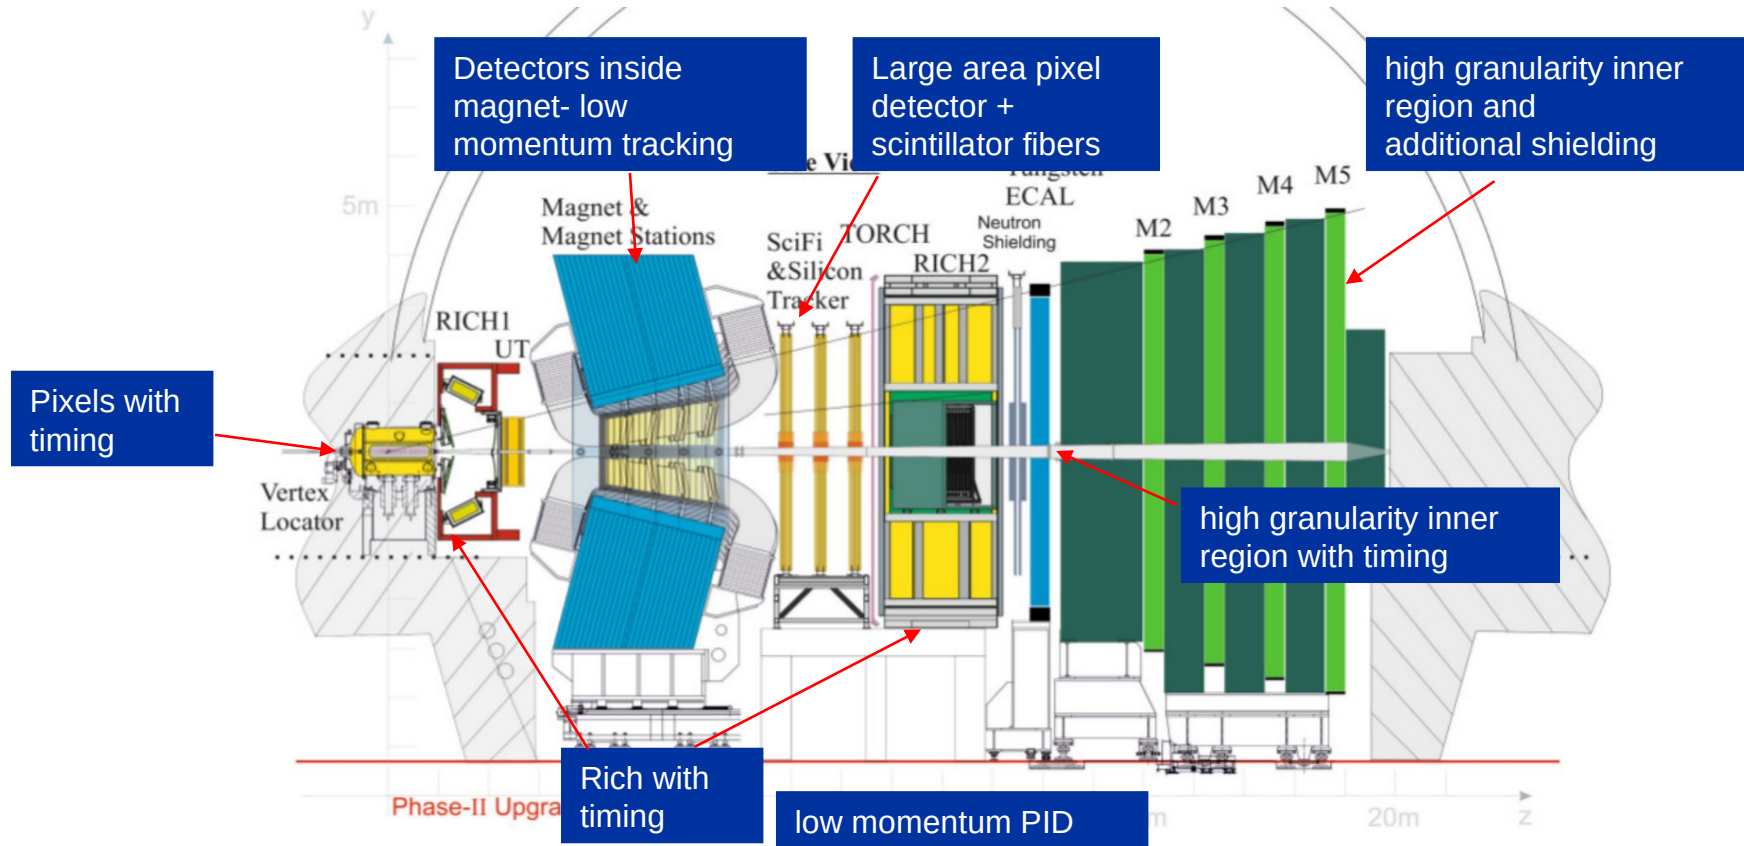 y
Detectors inside
magnet- low
momentum tracking
Large area pixel
detector +
scintillator fibers
high granularity inner
region and
additional shielding
5m
Magnet &
Magnet Stations
SciFi
&Silicon
Tracker
TORCH
RICH2
ECAL
Neutron
Shielding
M2
M3
M4
M5
RICH1
UT
Pixels with
timing
Vertex
Locator
high granularity inner
region with timing
Rich with
timing
Phase-II Upgra
low momentum PID
m
20m
z